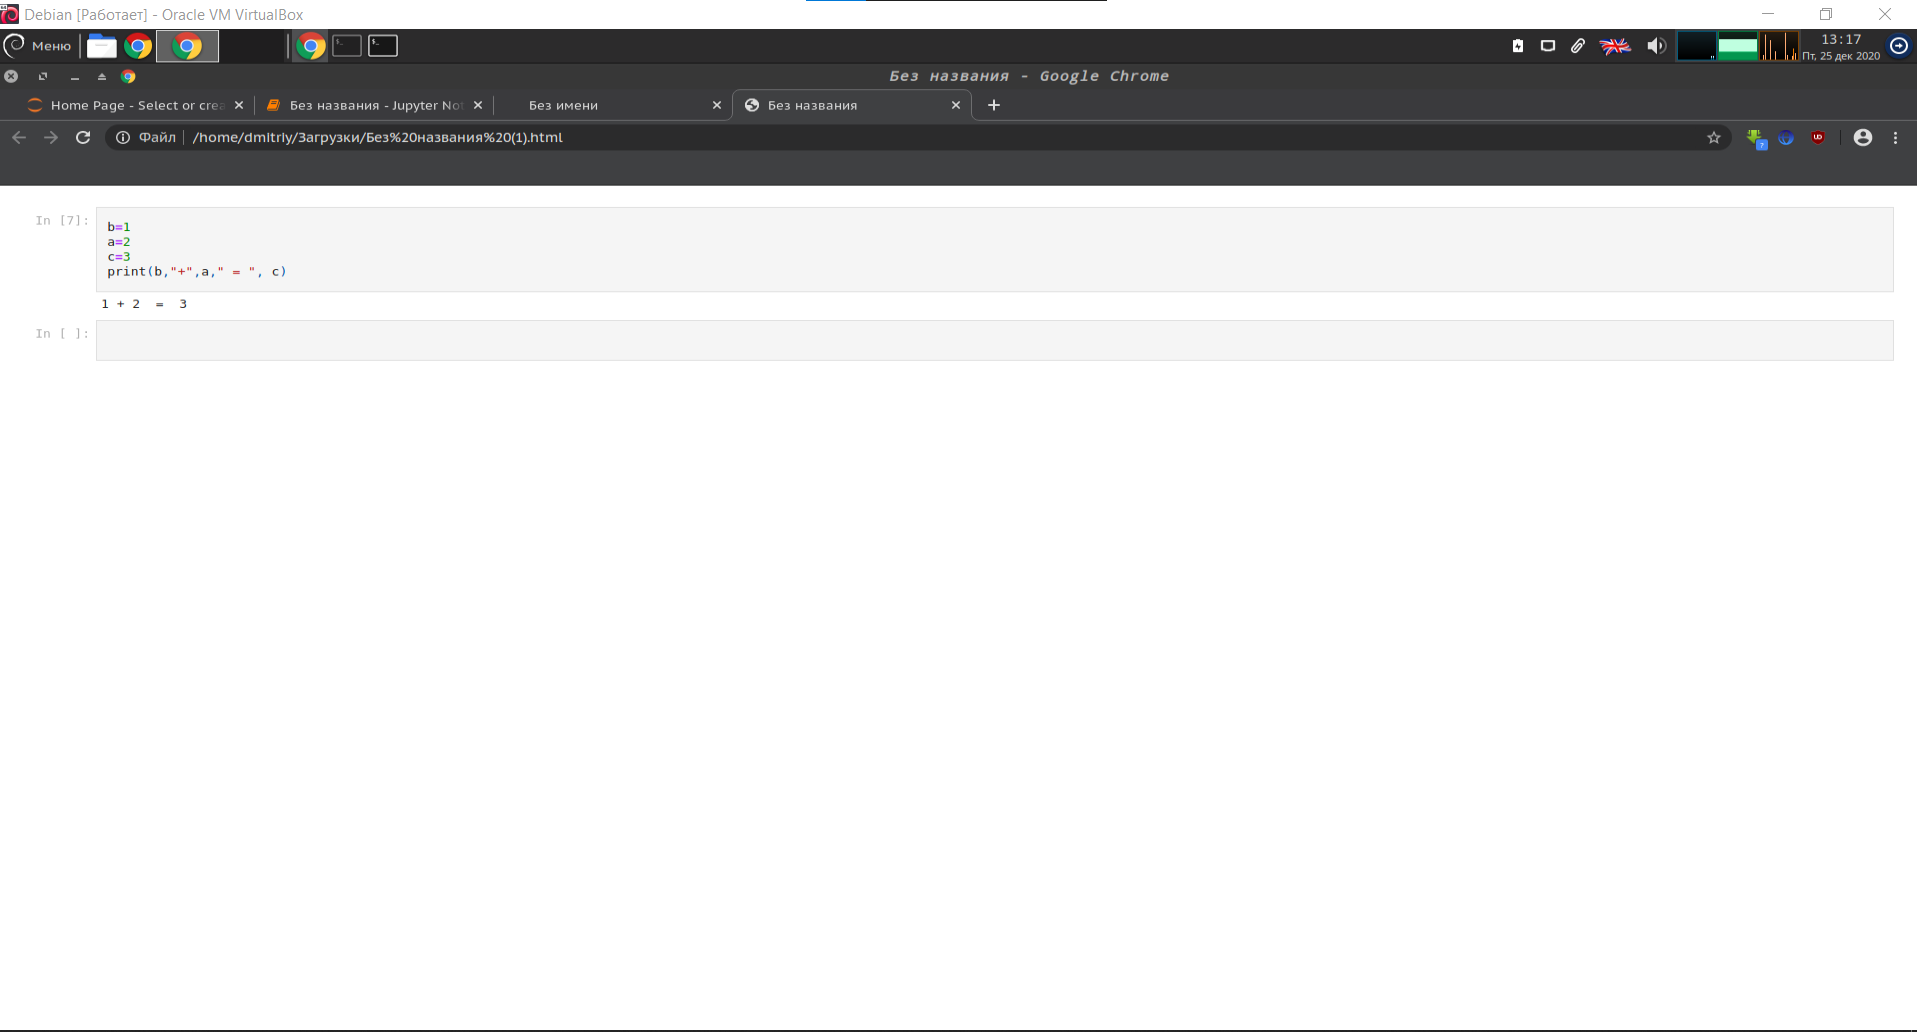 Debian [Работает] - Oracle VM VirtualBox
Меню
13:17
Пт, 25 дек 2020
Без названия - Google Chrome
Home Page - Select or crea
Без названия - Jupyter Not
Без имени
Без названия
Файл
/home/dmitriy/Загрузки/Без%20названия%20(1).html
In [7]:
b=1
a=2
c=3
print(b,"+",a," = ", c)
1 + 2  =  3
In [ ]: